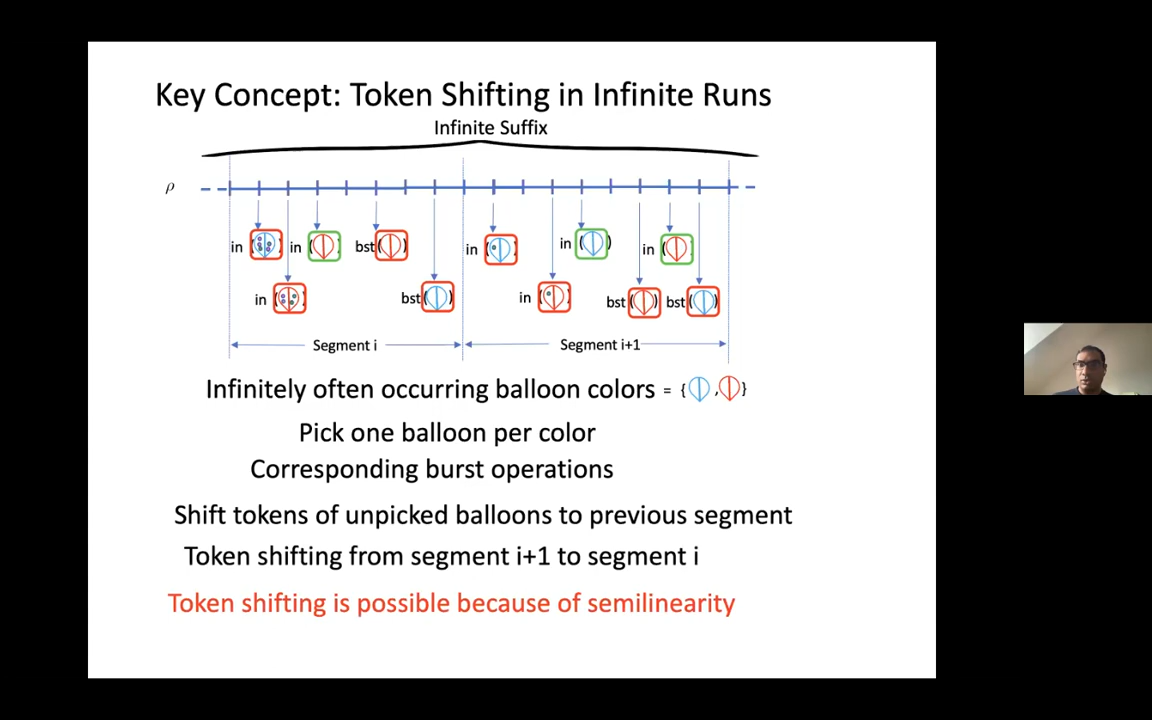 Key Concept: Token Shifting in Infinite Runs
Infinite Suffix
ρ
in ( ) in ( ) bst( ) in ( ) in ( ) in ( )
in ( ) bst( ) in ( ) bst( ) bst( )
Segment i Segment i+1
Infinitely often occurring balloon colors = { , }
Pick one balloon per color
Corresponding burst operations
Shift tokens of unpicked balloons to previous segment
Token shifting from segment i+1 to segment i
Token shifting is possible because of semilinearity